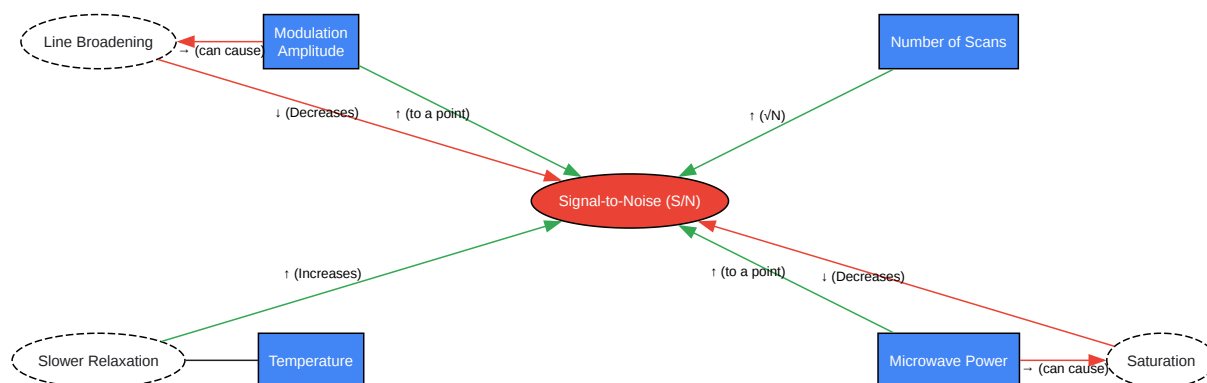 Line Broadening
→ (can cause)
Modulation
Amplitude
Number of Scans
↓ (Decreases)
↑ (to a point)
↑ (√N)
Signal-to-Noise (S/N)
↑ (Increases)
↑ (to a point)
↓ (Decreases)
Slower Relaxation
Temperature
Microwave Power
→ (can cause)
Saturation